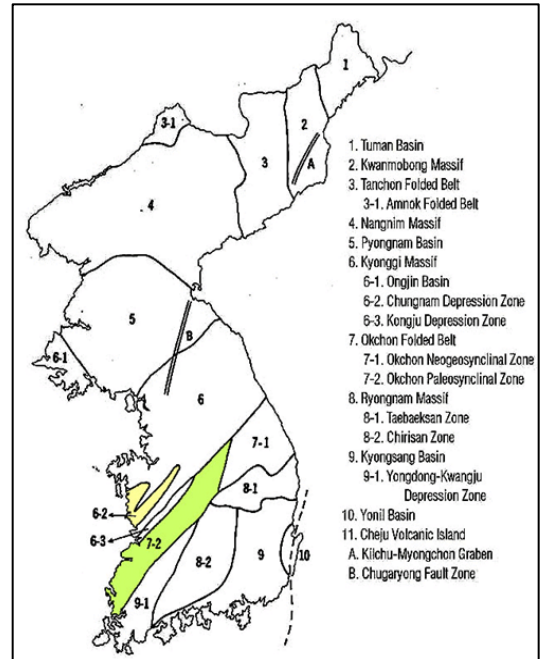 1
2
3-1
3
A
4
5
B
6-1
6
7-1
6-2
8-1
6-3
7-2
8-2
9
10
9-1
1. Tuman Basin
2. Kwanmobong Massif
3. Tanchon Folded Belt
3-1. Amnok Folded Belt
4. Nangnim Massif
5. Pyongnam Basin
6. Kyonggi Massif
6-1. Ongjin Basin
6-2. Chungnam Depression Zone
6-3. Kongju Depression Zone
7. Okchon Folded Belt
7-1. Okchon Neogeosynclinal Zone
7-2. Okchon Paleosynclinal Zone
8. Ryongnam Massif
8-1. Taebaeksan Zone
8-2. Chirisan Zone
9. Kyongsang Basin
9-1. Yongdong-Kwangju
Depression Zone
10. Yonil Basin
11. Cheju Volcanic Island
A. Kilchu-Myongchon Graben
B. Chugaryong Fault Zone